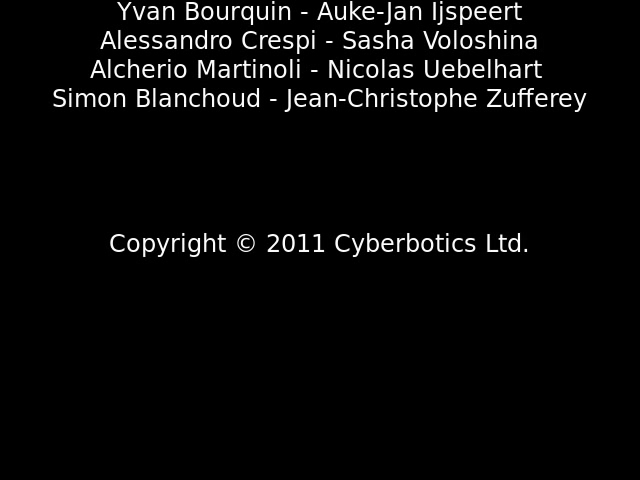 Yvan Bourquin - Auke-Jan Ijspeert
Alessandro Crespi - Sasha Voloshina
Alcherio Martinoli - Nicolas Uebelhart
Simon Blanchoud - Jean-Christophe Zufferey
Copyright © 2011 Cyberbotics Ltd.